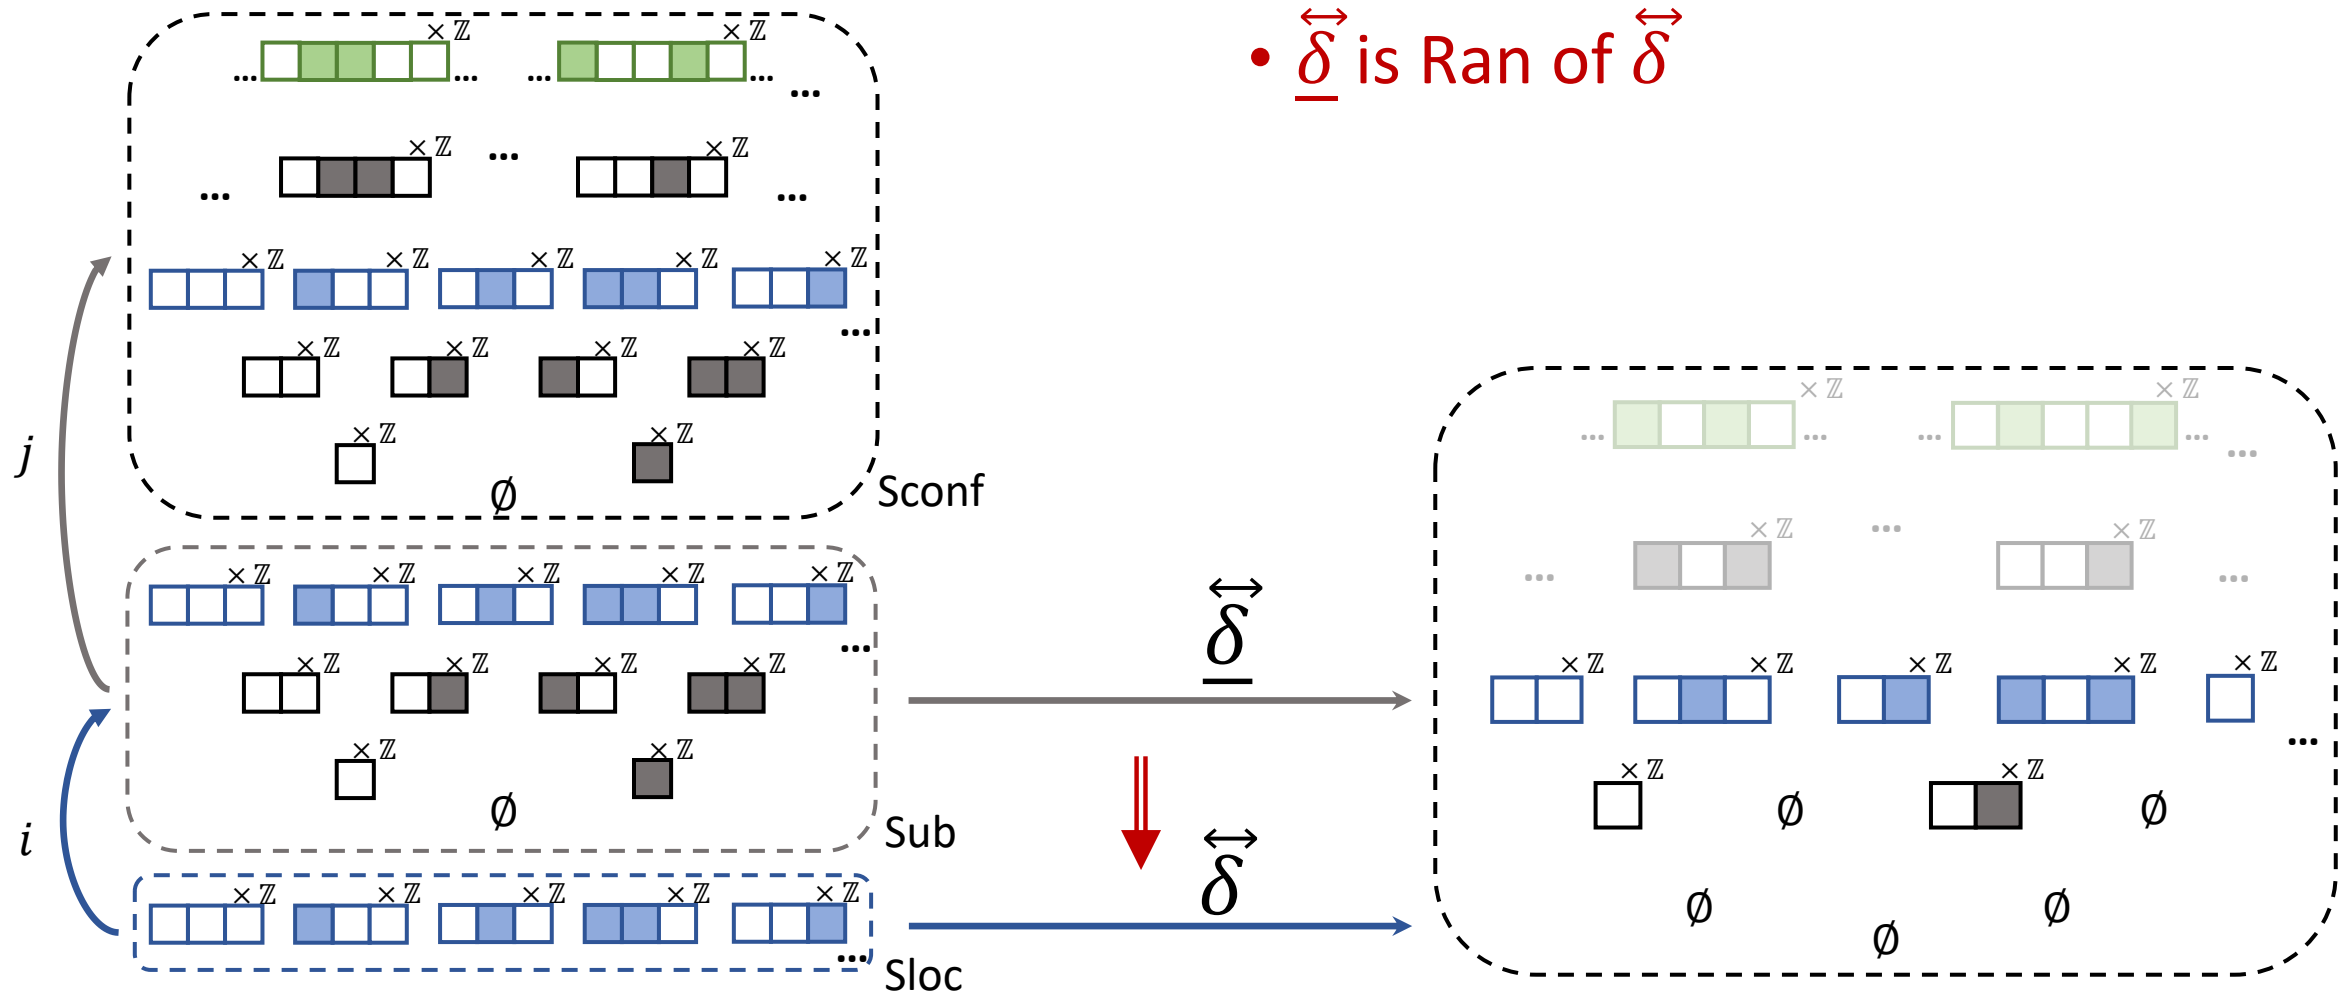 • δ̲⃡ is Ran of δ⃡
× ℤ × ℤ
... ... ... ... ...
× ℤ ... × ℤ
... ...
× ℤ × ℤ × ℤ × ℤ × ℤ
...
× ℤ × ℤ × ℤ × ℤ
× ℤ × ℤ
∅
Sconf
j
× ℤ × ℤ × ℤ × ℤ × ℤ
...
× ℤ × ℤ × ℤ × ℤ
× ℤ × ℤ
∅
Sub
i
× ℤ × ℤ × ℤ × ℤ × ℤ
...
Sloc
δ̲⃡
δ⃡
× ℤ × ℤ
... ... ... ... ...
× ℤ ... × ℤ
... ...
× ℤ × ℤ × ℤ × ℤ × ℤ
...
× ℤ ∅ × ℤ ∅
∅ ∅
∅